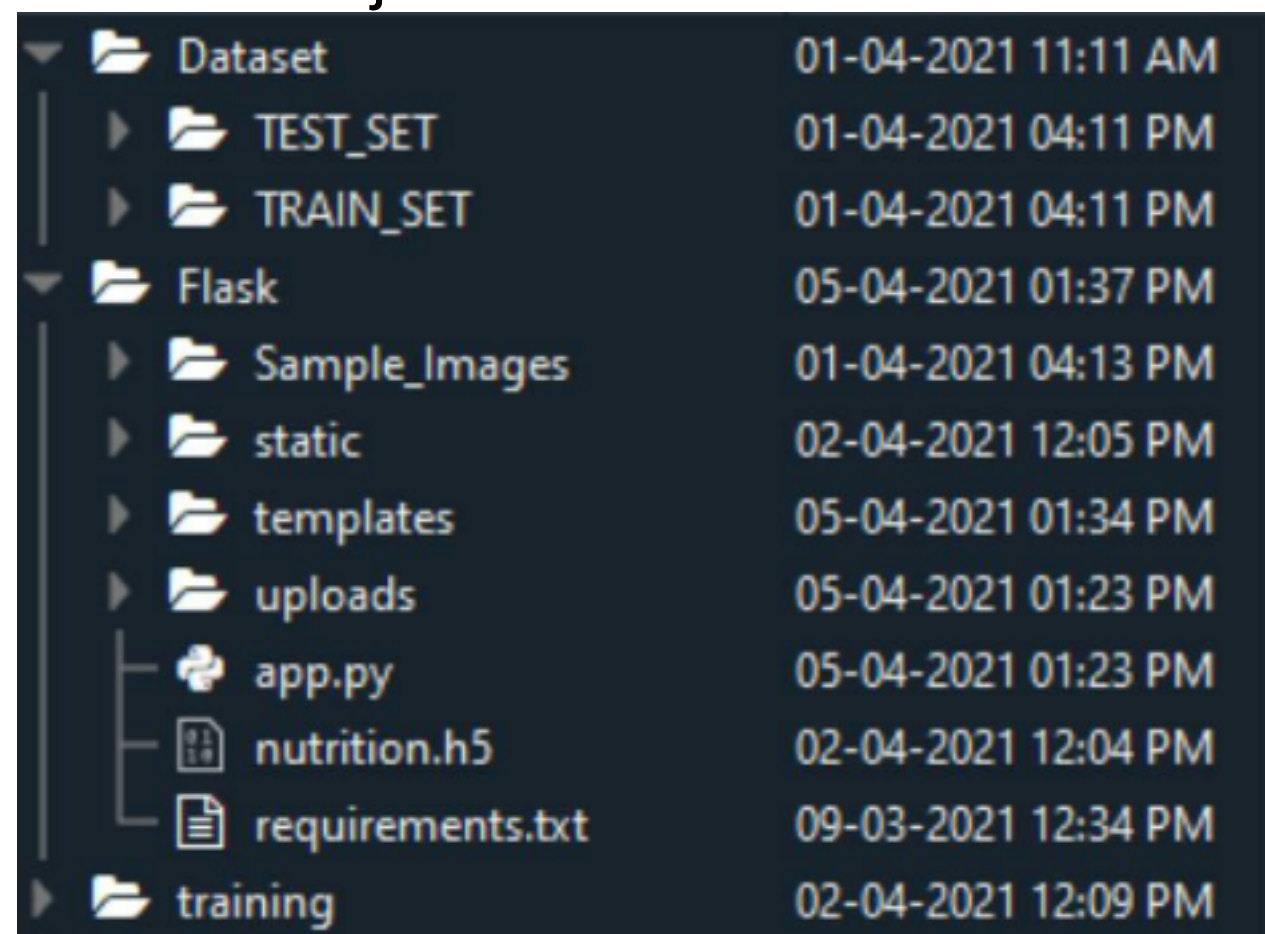 Dataset 01-04-2021 11:11 AM
TEST_SET 01-04-2021 04:11 PM
TRAIN_SET 01-04-2021 04:11 PM
Flask 05-04-2021 01:37 PM
Sample_Images 01-04-2021 04:13 PM
static 02-04-2021 12:05 PM
templates 05-04-2021 01:34 PM
uploads 05-04-2021 01:23 PM
app.py 05-04-2021 01:23 PM
nutrition.h5 02-04-2021 12:04 PM
requirements.txt 09-03-2021 12:34 PM
training 02-04-2021 12:09 PM